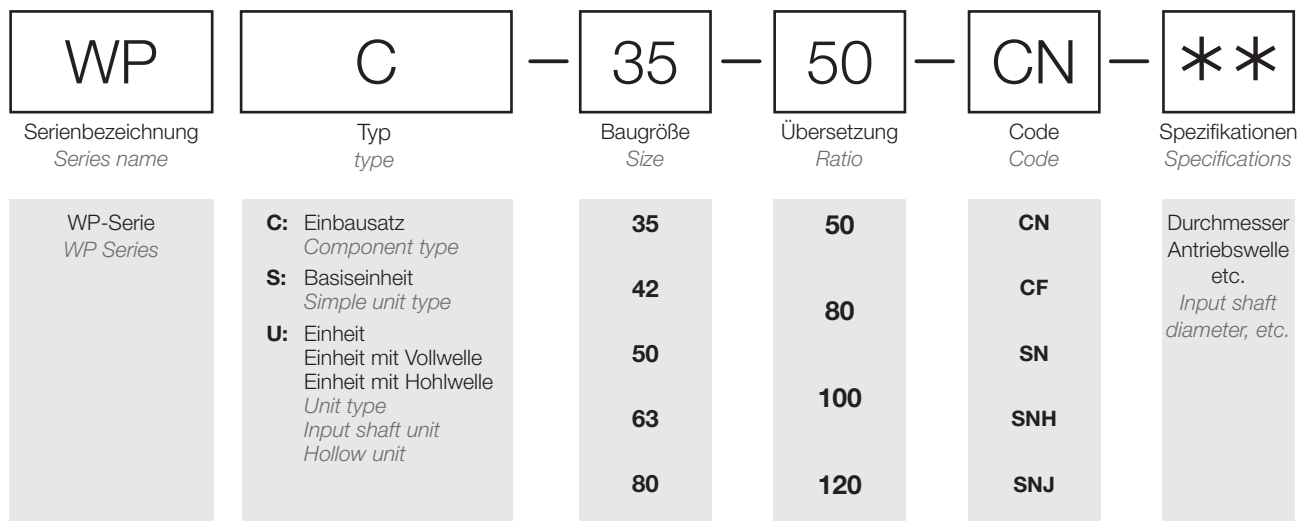 WP C — 35 — 50 — CN — **
Serienbezeichnung
Series name
Typ
type
Baugröße
Size
Übersetzung
Ratio
Code
Code
Spezifikationen
Specifications
WP-Serie
WP Series
C: Einbausatz
Component type
S: Basiseinheit
Simple unit type
U: Einheit
Einheit mit Vollwelle
Einheit mit Hohlwelle
Unit type
Input shaft unit
Hollow unit
35
42
50
63
80
50
80
100
120
CN
CF
SN
SNH
SNJ
Durchmesser
Antriebswelle
etc.
Input shaft
diameter, etc.